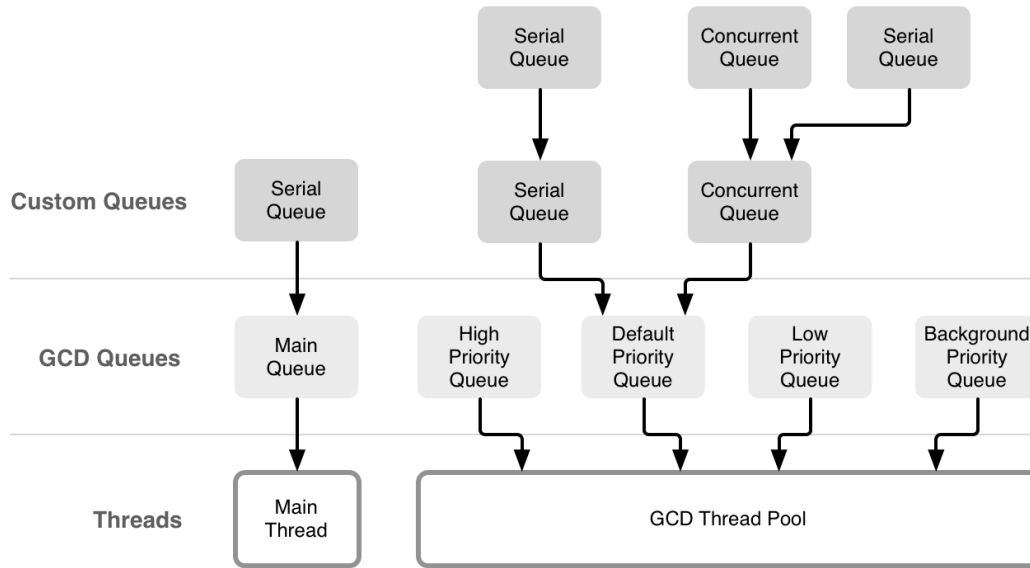 Serial
Queue
Concurrent
Queue
Serial
Queue
Custom Queues
Serial
Queue
Serial
Queue
Concurrent
Queue
GCD Queues
Main
Queue
High
Priority
Queue
Default
Priority
Queue
Low
Priority
Queue
Background
Priority
Queue
Threads
Main
Thread
GCD Thread Pool